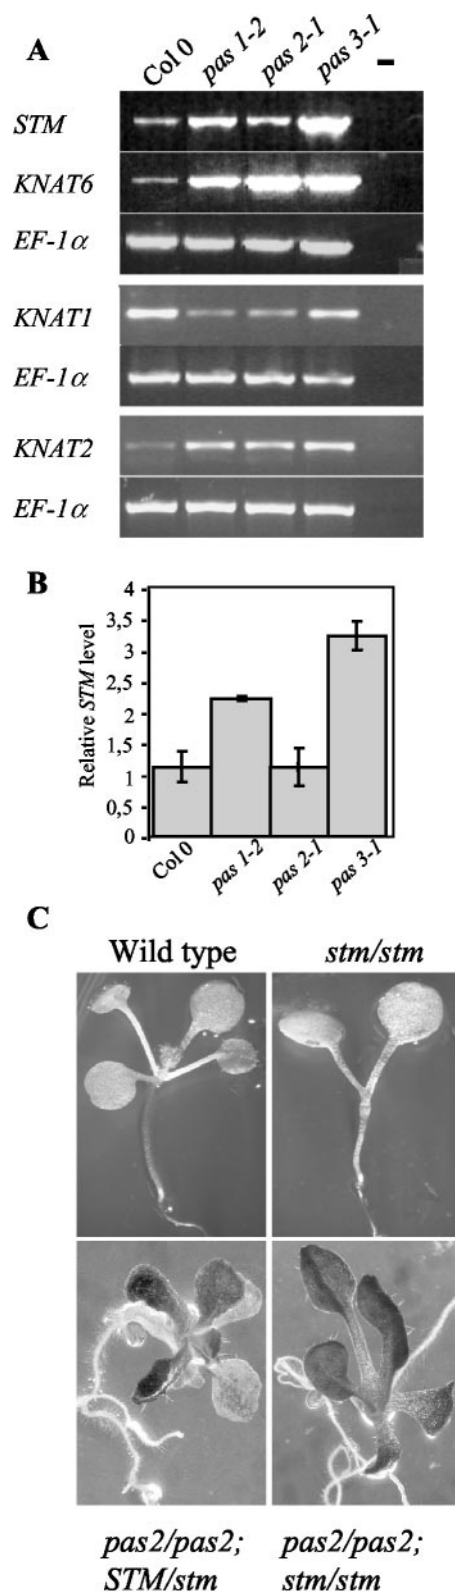 A
Col 0 pas 1-2 pas 2-1 pas 3-1 -
STM
KNAT6
EF-1α
KNAT1
EF-1α
KNAT2
EF-1α
B
Relative STM level
4
3,5
3
2,5
2
1,5
1
0,5
0
Col 0 pas 1-2 pas 2-1 pas 3-1
C
Wild type stm/stm
pas2/pas2; pas2/pas2;
STM/stm stm/stm